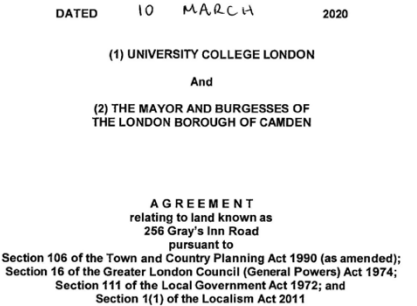 DATED 10 MARCH 2020
(1) UNIVERSITY COLLEGE LONDON
And
(2) THE MAYOR AND BURGESSES OF
THE LONDON BOROUGH OF CAMDEN
A G R E E M E N T
relating to land known as
256 Gray's Inn Road
pursuant to
Section 106 of the Town and Country Planning Act 1990 (as amended);
Section 16 of the Greater London Council (General Powers) Act 1974;
Section 111 of the Local Government Act 1972; and
Section 1(1) of the Localism Act 2011